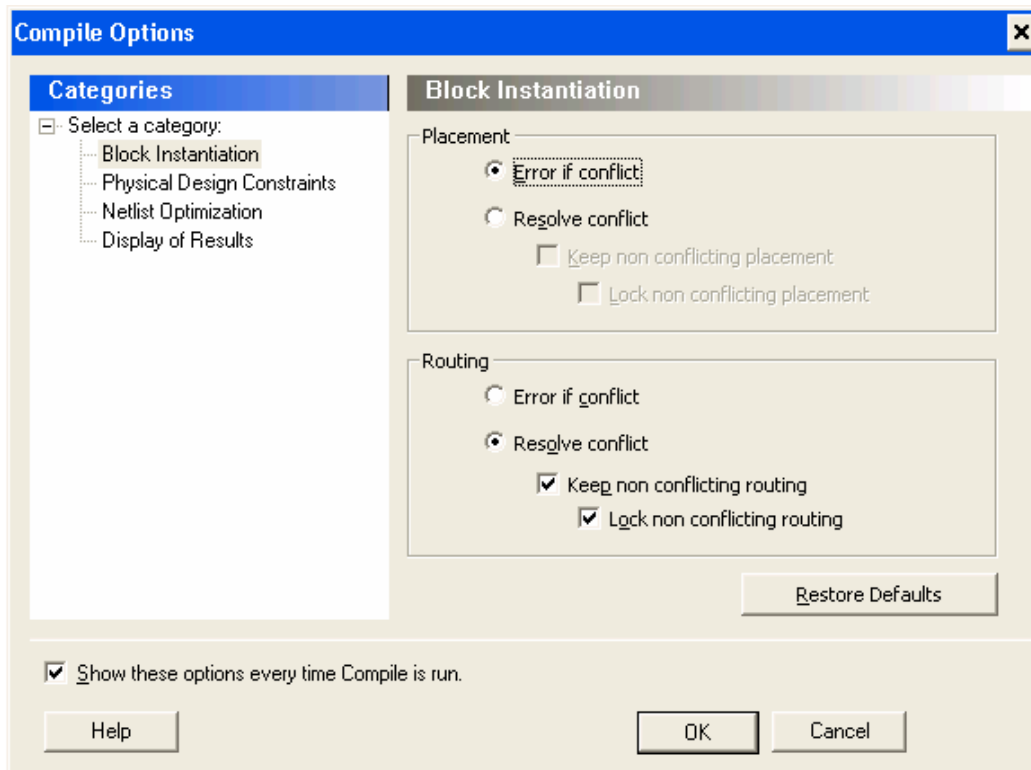 Compile Options
Categories
Select a category:
Block Instantiation
Physical Design Constraints
Netlist Optimization
Display of Results
Block Instantiation
Placement
Error if conflict
Resolve conflict
Keep non conflicting placement
Lock non conflicting placement
Routing
Error if conflict
Resolve conflict
Keep non conflicting routing
Lock non conflicting routing
Restore Defaults
Show these options every time Compile is run.
Help
OK
Cancel